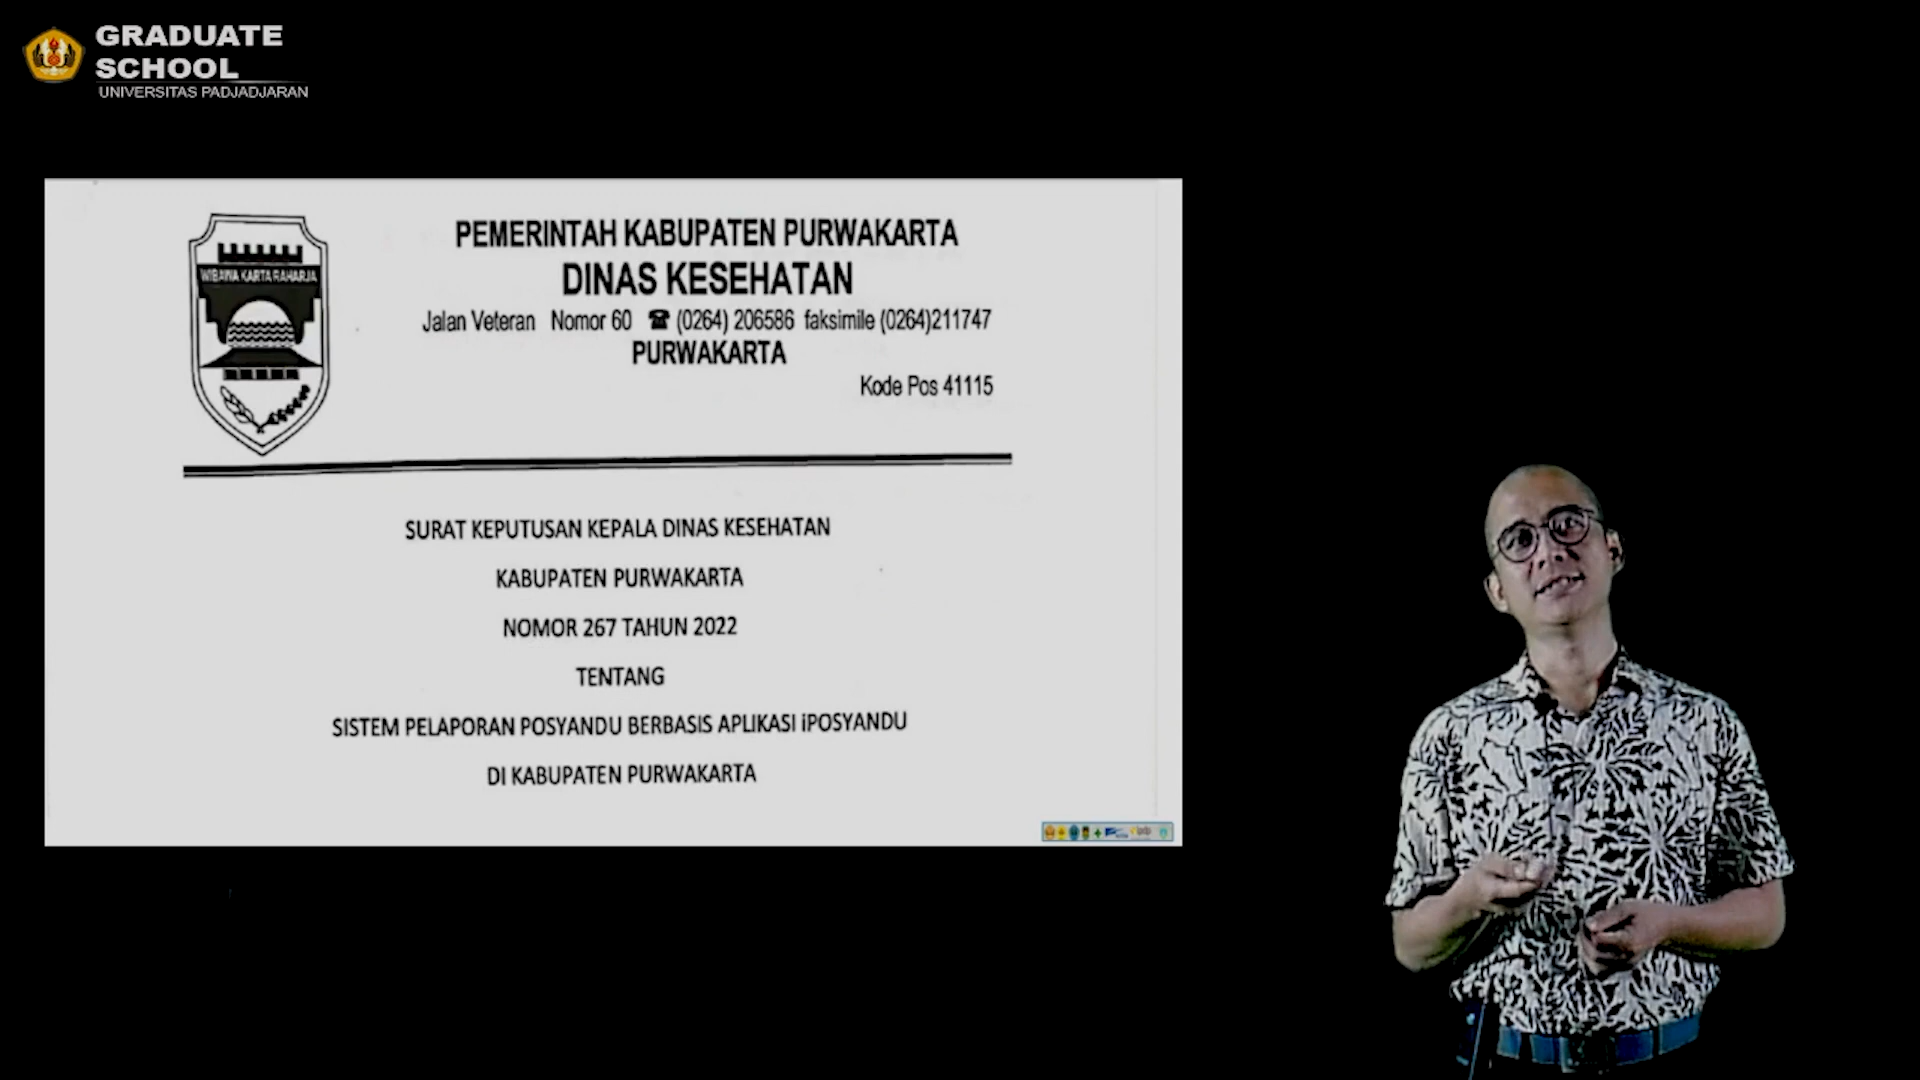 GRADUATE
SCHOOL
UNIVERSITAS PADJADJARAN
WIBAWA KARTA RAHARJA
PEMERINTAH KABUPATEN PURWAKARTA
DINAS KESEHATAN
Jalan Veteran Nomor 60 ☎ (0264) 206586 faksimile (0264)211747
PURWAKARTA
Kode Pos 41115
SURAT KEPUTUSAN KEPALA DINAS KESEHATAN
KABUPATEN PURWAKARTA
NOMOR 267 TAHUN 2022
TENTANG
SISTEM PELAPORAN POSYANDU BERBASIS APLIKASI iPOSYANDU
DI KABUPATEN PURWAKARTA